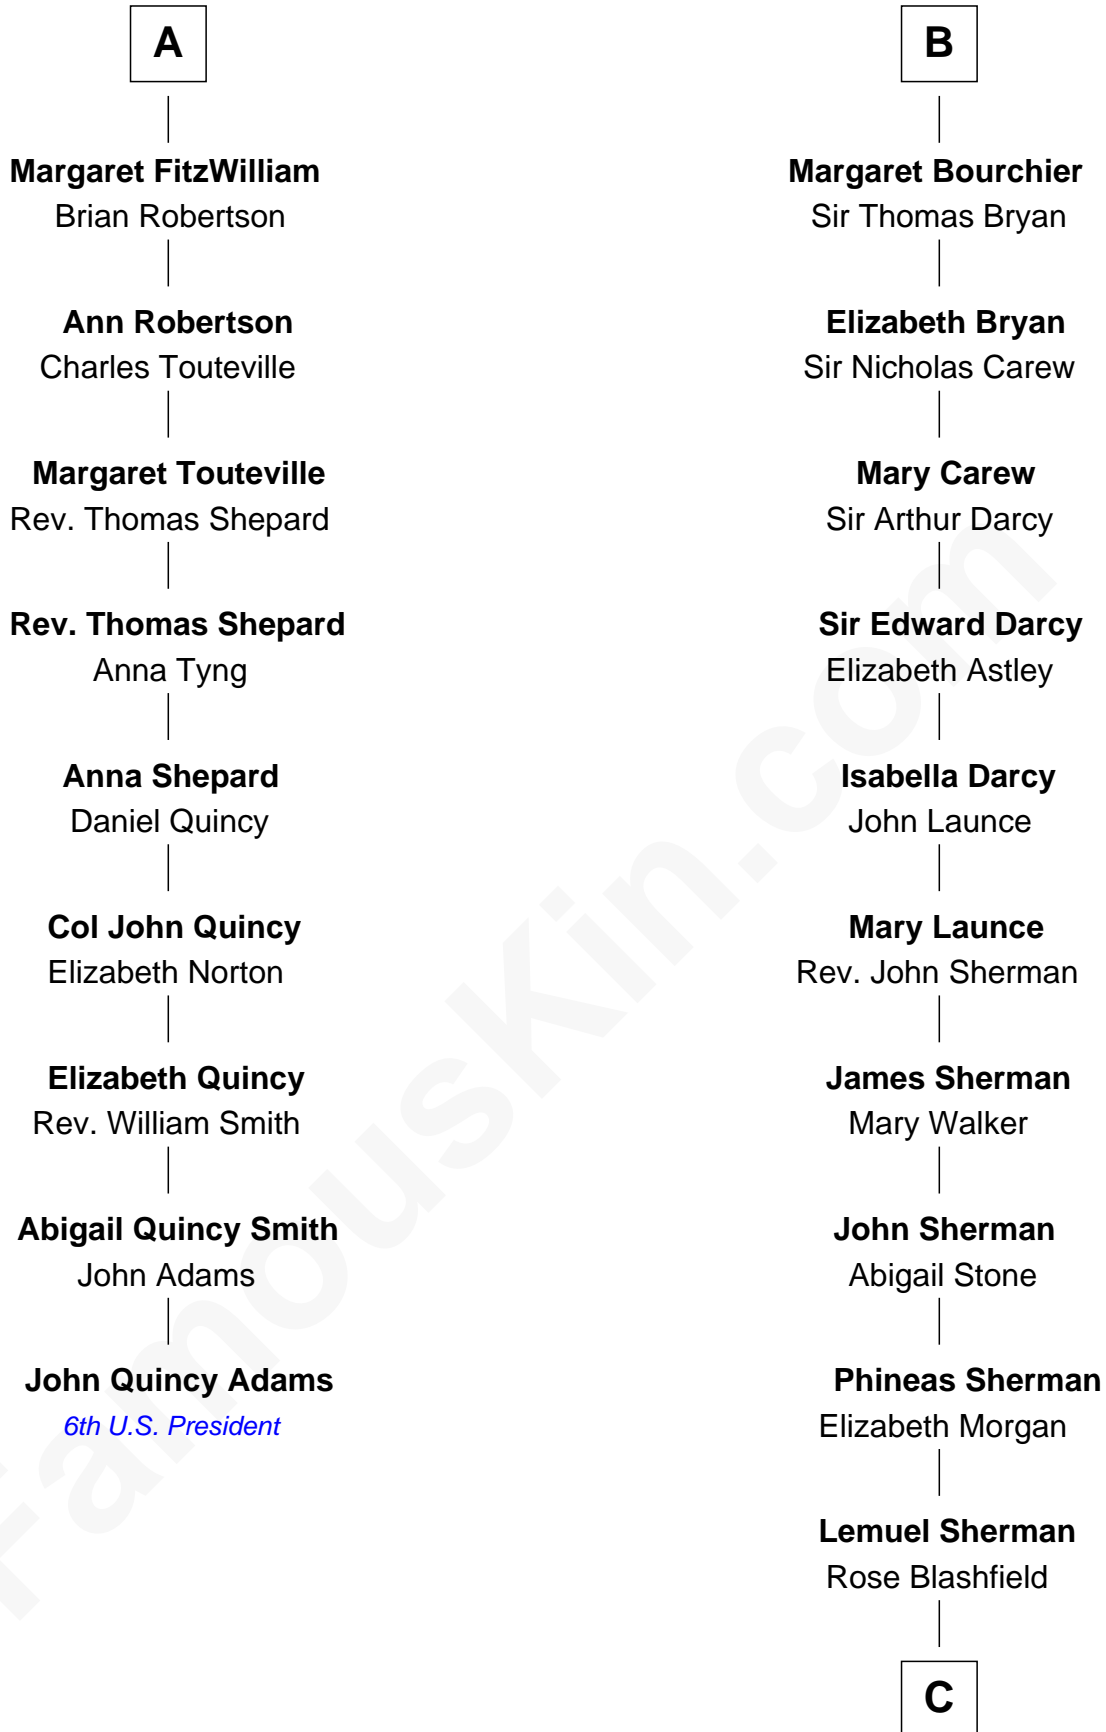 A
Margaret FitzWilliam
Brian Robertson
Ann Robertson
Charles Touteville
Margaret Touteville
Rev. Thomas Shepard
Rev. Thomas Shepard
Anna Tyng
Anna Shepard
Daniel Quincy
Col John Quincy
Elizabeth Norton
Elizabeth Quincy
Rev. William Smith
Abigail Quincy Smith
John Adams
John Quincy Adams
6th U.S. President
B
Margaret Bourchier
Sir Thomas Bryan
Elizabeth Bryan
Sir Nicholas Carew
Mary Carew
Sir Arthur Darcy
Sir Edward Darcy
Elizabeth Astley
Isabella Darcy
John Launce
Mary Launce
Rev. John Sherman
James Sherman
Mary Walker
John Sherman
Abigail Stone
Phineas Sherman
Elizabeth Morgan
Lemuel Sherman
Rose Blashfield
C
FamousKin.com